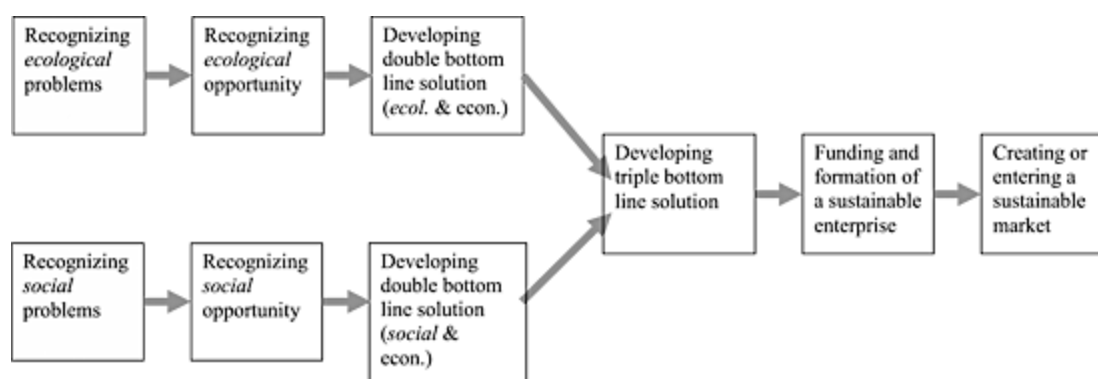 Recognizing
ecological
problems
Recognizing
ecological
opportunity
Developing
double bottom
line solution
(ecol. & econ.)
Developing
triple bottom
line solution
Funding and
formation of
a sustainable
enterprise
Creating or
entering a
sustainable
market
Recognizing
social
problems
Recognizing
social
opportunity
Developing
double bottom
line solution
(social &
econ.)